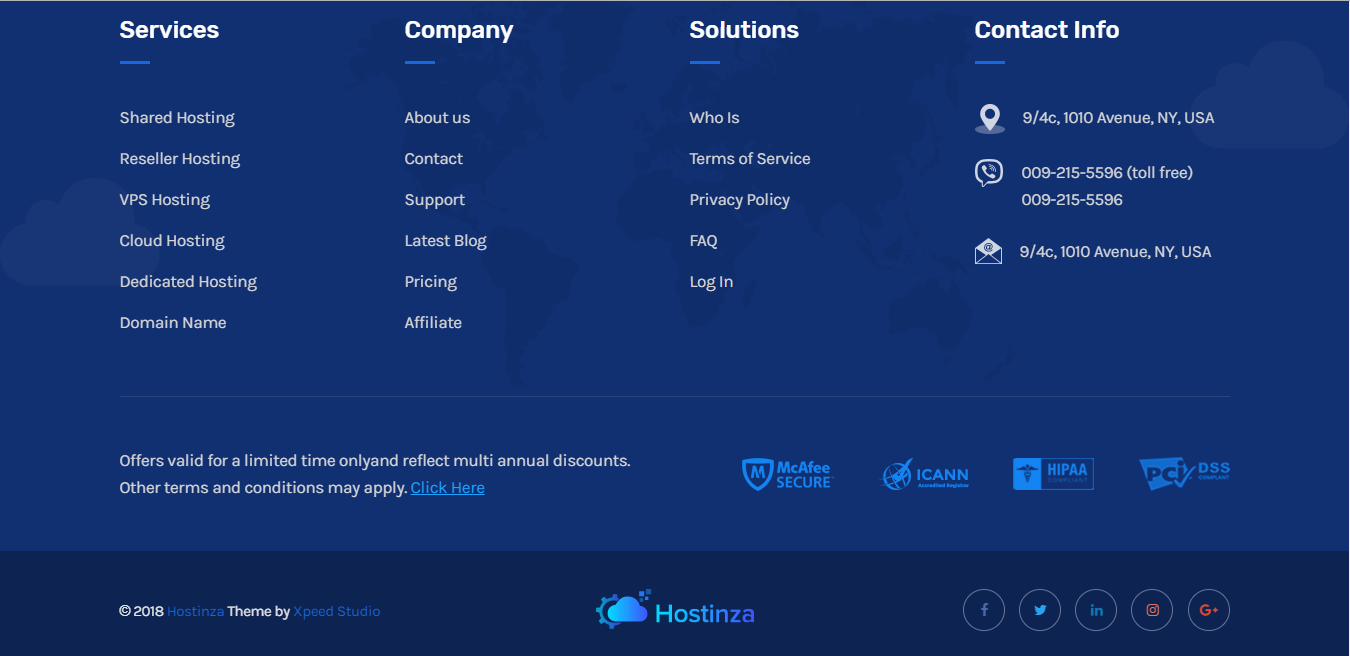 Services
Shared Hosting
Reseller Hosting
VPS Hosting
Cloud Hosting
Dedicated Hosting
Domain Name
Company
About us
Contact
Support
Latest Blog
Pricing
Affiliate
Solutions
Who Is
Terms of Service
Privacy Policy
FAQ
Log In
Contact Info
9/4c, 1010 Avenue, NY, USA
009-215-5596 (toll free)
009-215-5596
9/4c, 1010 Avenue, NY, USA
Offers valid for a limited time onlyand reflect multi annual discounts.
Other terms and conditions may apply. Click Here
McAfee
SECURE
ICANN
Accredited Registrar
HIPAA
COMPLIANT
PCI DSS
COMPLIANT
© 2018 Hostinza Theme by Xpeed Studio
Hostinza
f
in
G+